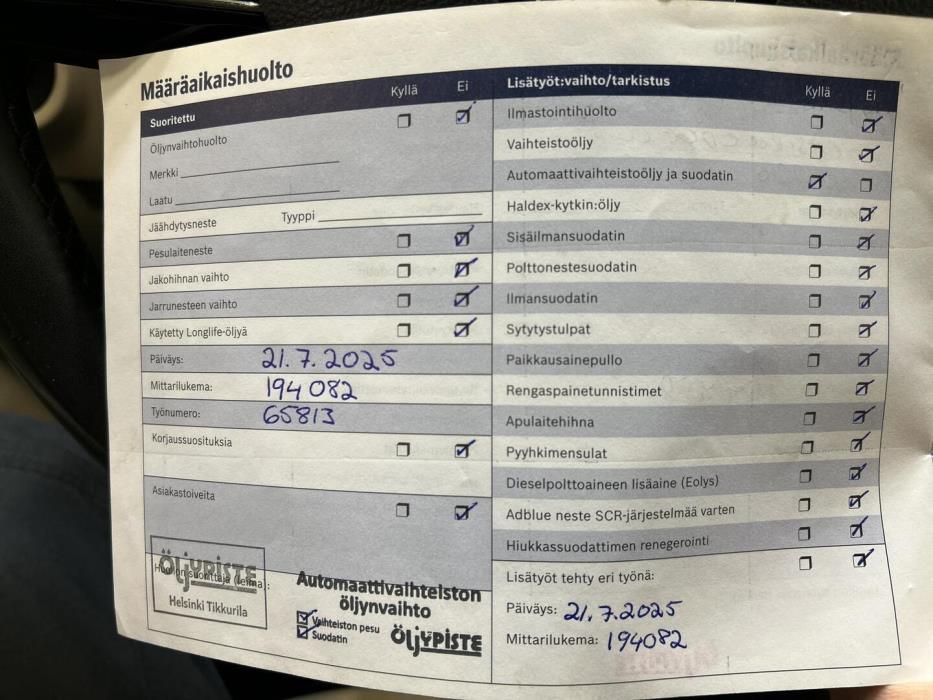 Määräaikaishuolto
Suoritettu Kyllä Ei
Öljynvaihtohuolto
Merkki
Laatu
Jäähdytysneste Tyyppi
Pesulaiteneste
Jakohihnan vaihto
Jarrunesteen vaihto
Käytetty Longlife-öljyä
Päiväys: 21.7.2025
Mittarilukema: 194082
Työnumero: 65813
Korjaussuosituksia
Asiakastoiveita
Huollon suorittaja (leima):
ÖljYPISTE
Helsinki Tikkurila
Automaattivaihteiston
öljynvaihto
Vaihteiston pesu
Suodatin
ÖljYPISTE
Lisätyöt:vaihto/tarkistus Kyllä Ei
Ilmastointihuolto
Vaihteistoöljy
Automaattivaihteistoöljy ja suodatin
Haldex-kytkin:öljy
Sisäilmansuodatin
Polttonestesuodatin
Ilmansuodatin
Sytytystulpat
Paikkausainepullo
Rengaspainetunnistimet
Apulaitehihna
Pyyhkimensulat
Dieselpolttoaineen lisäaine (Eolys)
Adblue neste SCR-järjestelmää varten
Hiukkassuodattimen renegerointi
Lisätyöt tehty eri työnä:
Päiväys: 21.7.2025
Mittarilukema: 194082